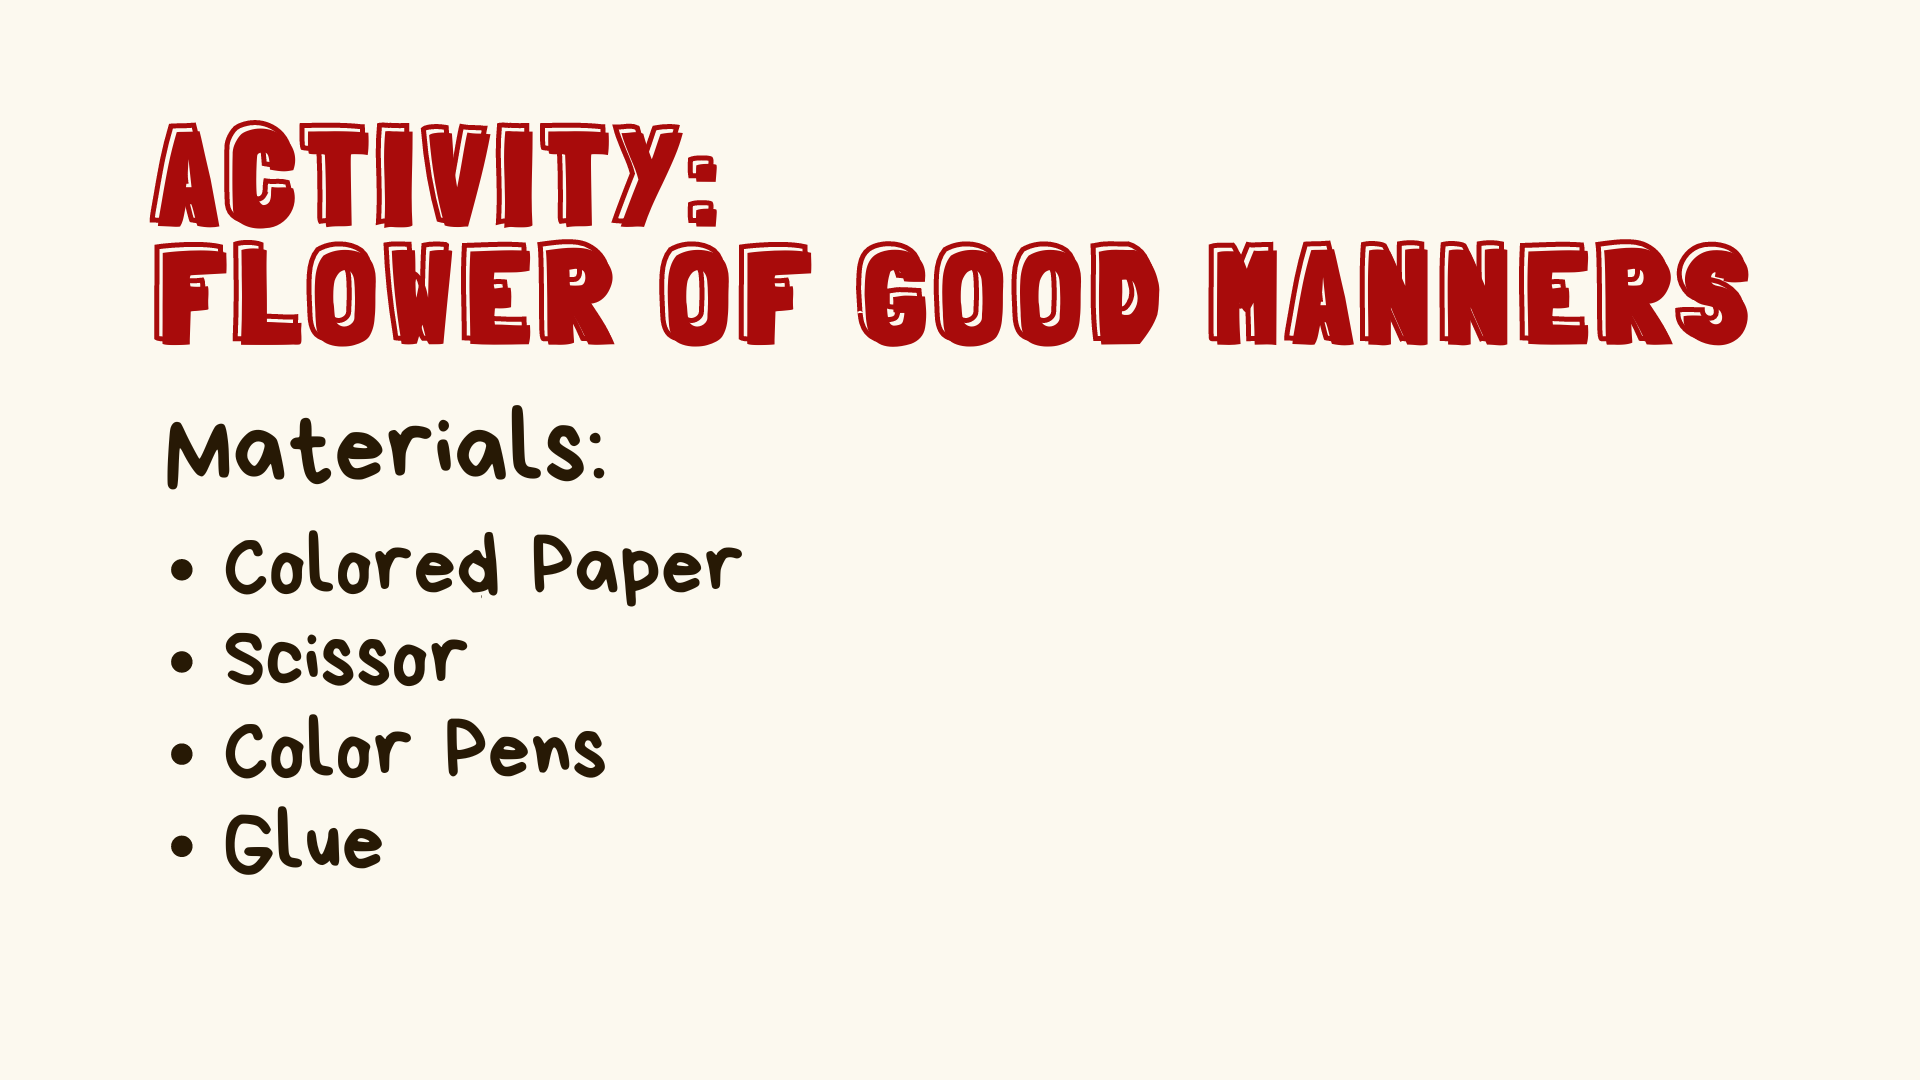 ACTIVITY:
FLOWER OF GOOD MANNERS
Materials:
• Colored Paper
• Scissor
• Color Pens
• Glue